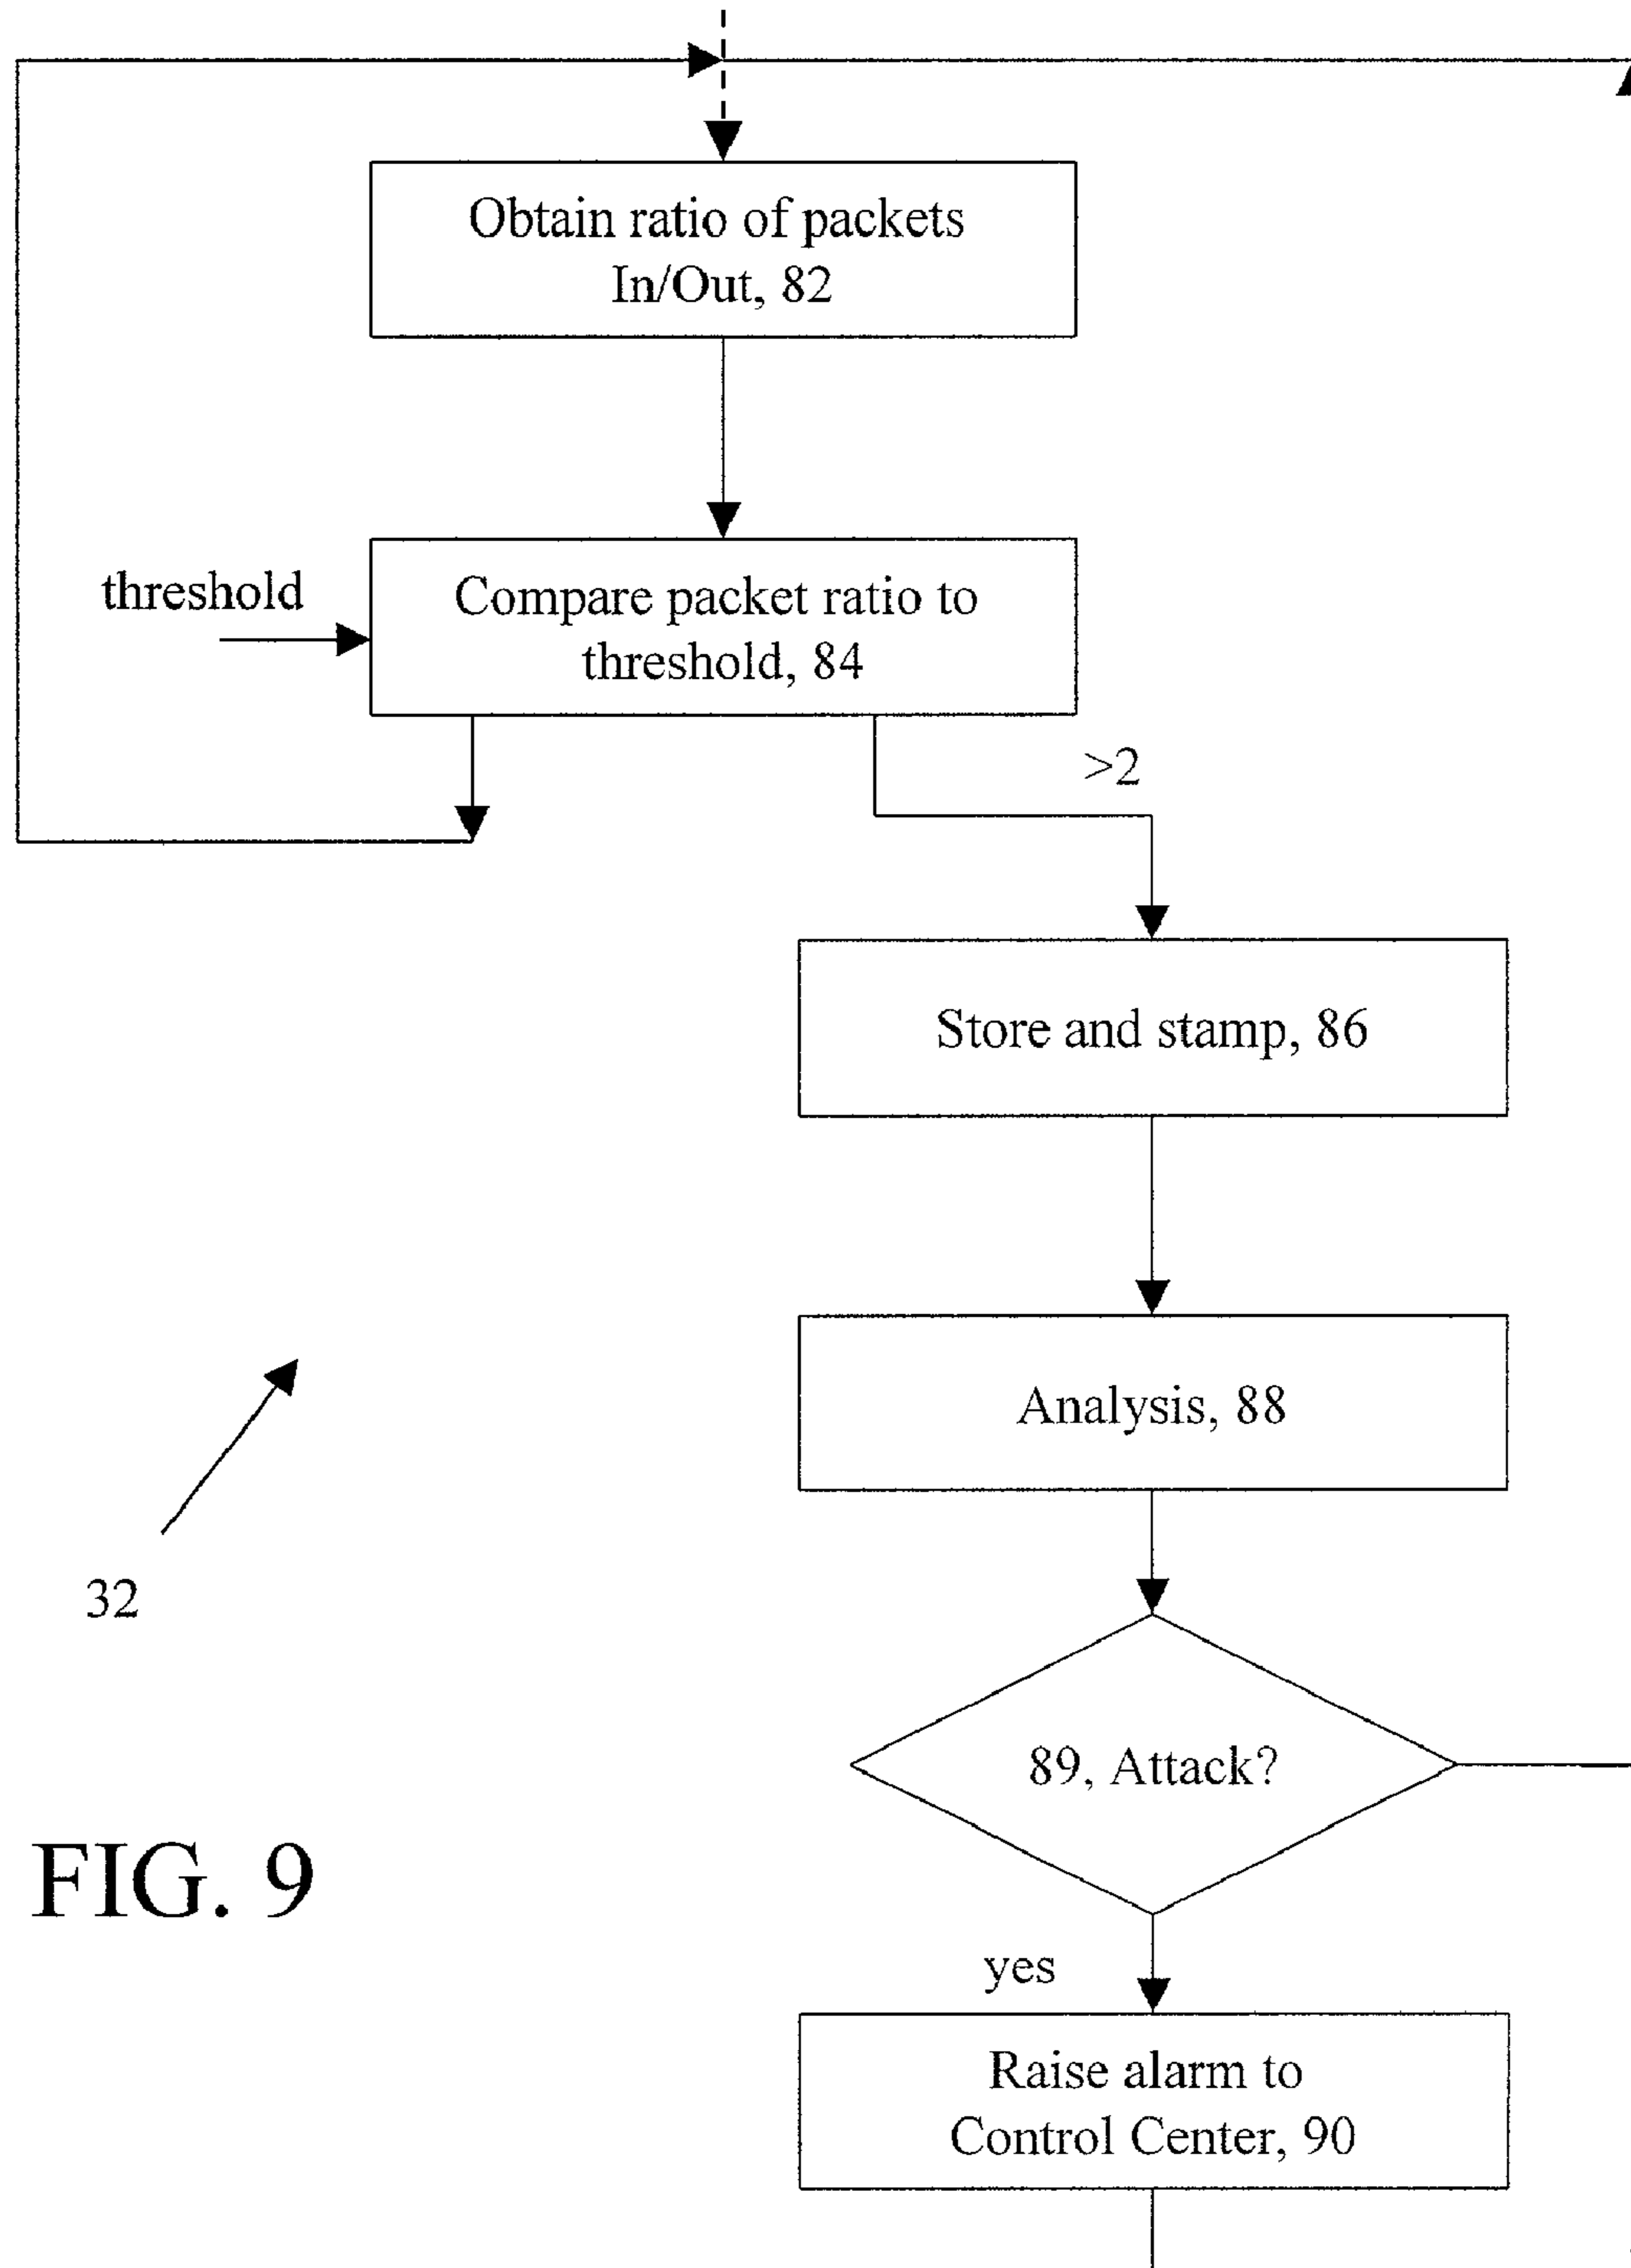 Obtain ratio of packets
In/Out, 82
threshold
Compare packet ratio to
threshold, 84
>2
Store and stamp, 86
Analysis, 88
32
89, Attack?
FIG. 9
yes
Raise alarm to
Control Center, 90